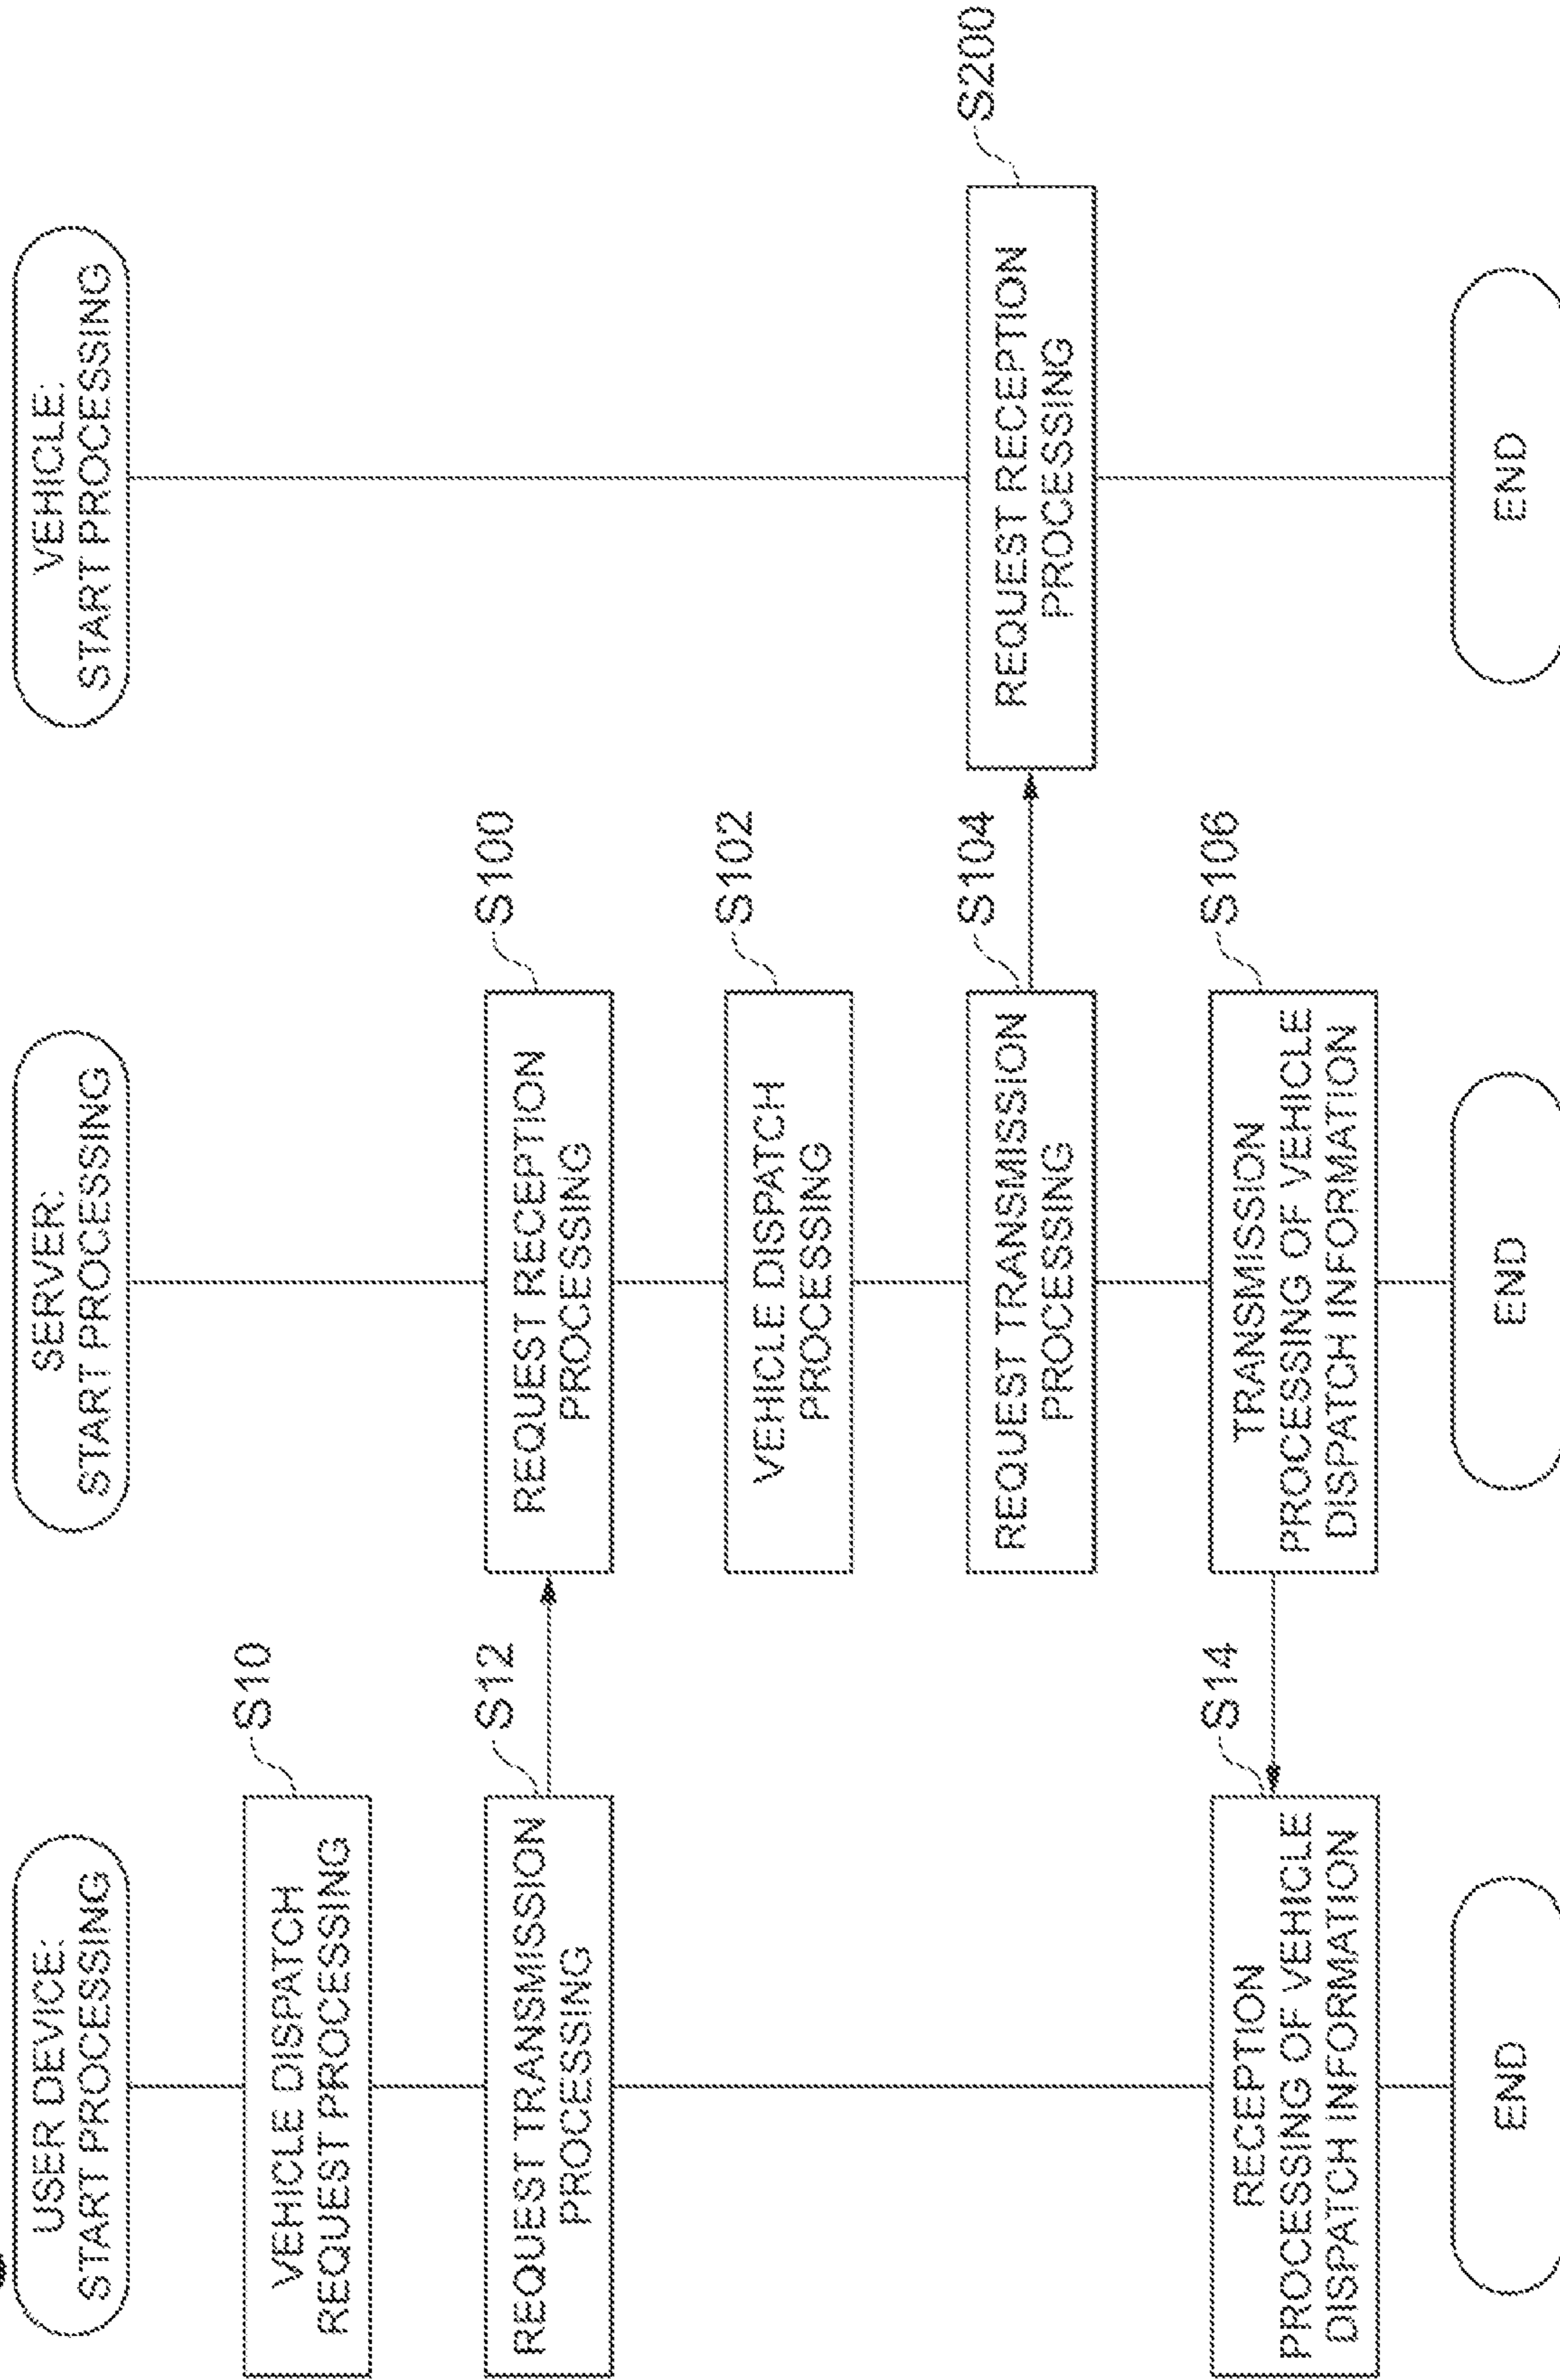 USER DEVICE:
START PROCESSING
VEHICLE DISPATCH
REQUEST PROCESSING
S10
REQUEST TRANSMISSION
PROCESSING
S12
RECEPTION
PROCESSING OF VEHICLE
DISPATCH INFORMATION
S14
END
SERVER:
START PROCESSING
REQUEST RECEPTION
PROCESSING
S100
VEHICLE DISPATCH
PROCESSING
S102
REQUEST TRANSMISSION
PROCESSING
S104
TRANSMISSION
PROCESSING OF VEHICLE
DISPATCH INFORMATION
S106
END
VEHICLE:
START PROCESSING
REQUEST RECEPTION
PROCESSING
S200
END